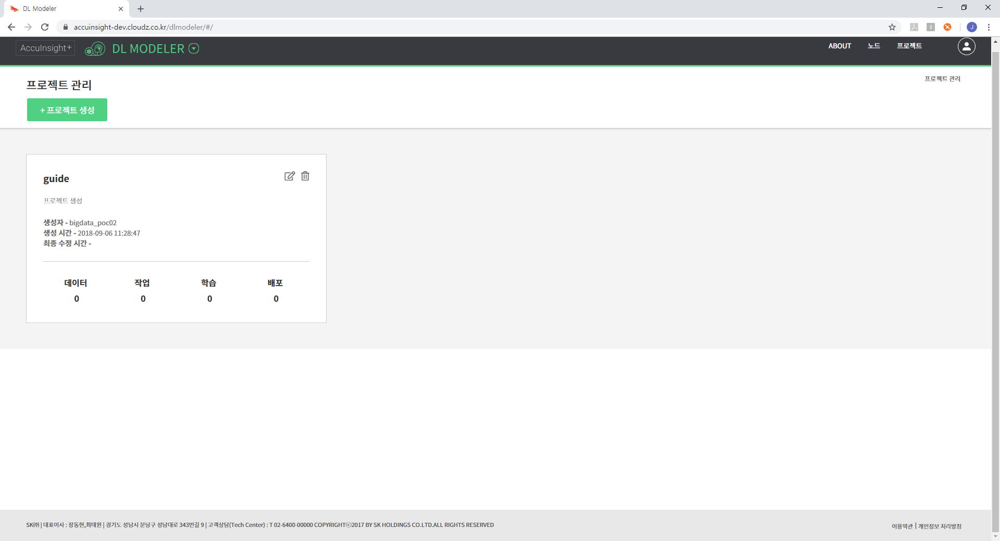 DL Modeler
accuinsight-dev.cloudz.co.kr/dlmodeler/#/
J
AccuInsight+
DL MODELER
ABOUT
노드
프로젝트
프로젝트 관리
프로젝트 관리
+ 프로젝트 생성
guide
프로젝트 생성
생성자 - bigdata_poc02
생성 시간 - 2018-09-06 11:28:47
최종 수정 시간 -
데이터 작업 학습 배포
0 0 0 0
SK㈜ | 대표이사 : 장동현,최태원 | 경기도 성남시 분당구 성남대로 343번길 9 | 고객상담(Tech Center) : T 02-6400-00000 COPYRIGHTⓒ2017 BY SK HOLDINGS CO.LTD.ALL RIGHTS RESERVED
이용약관 | 개인정보 처리방침